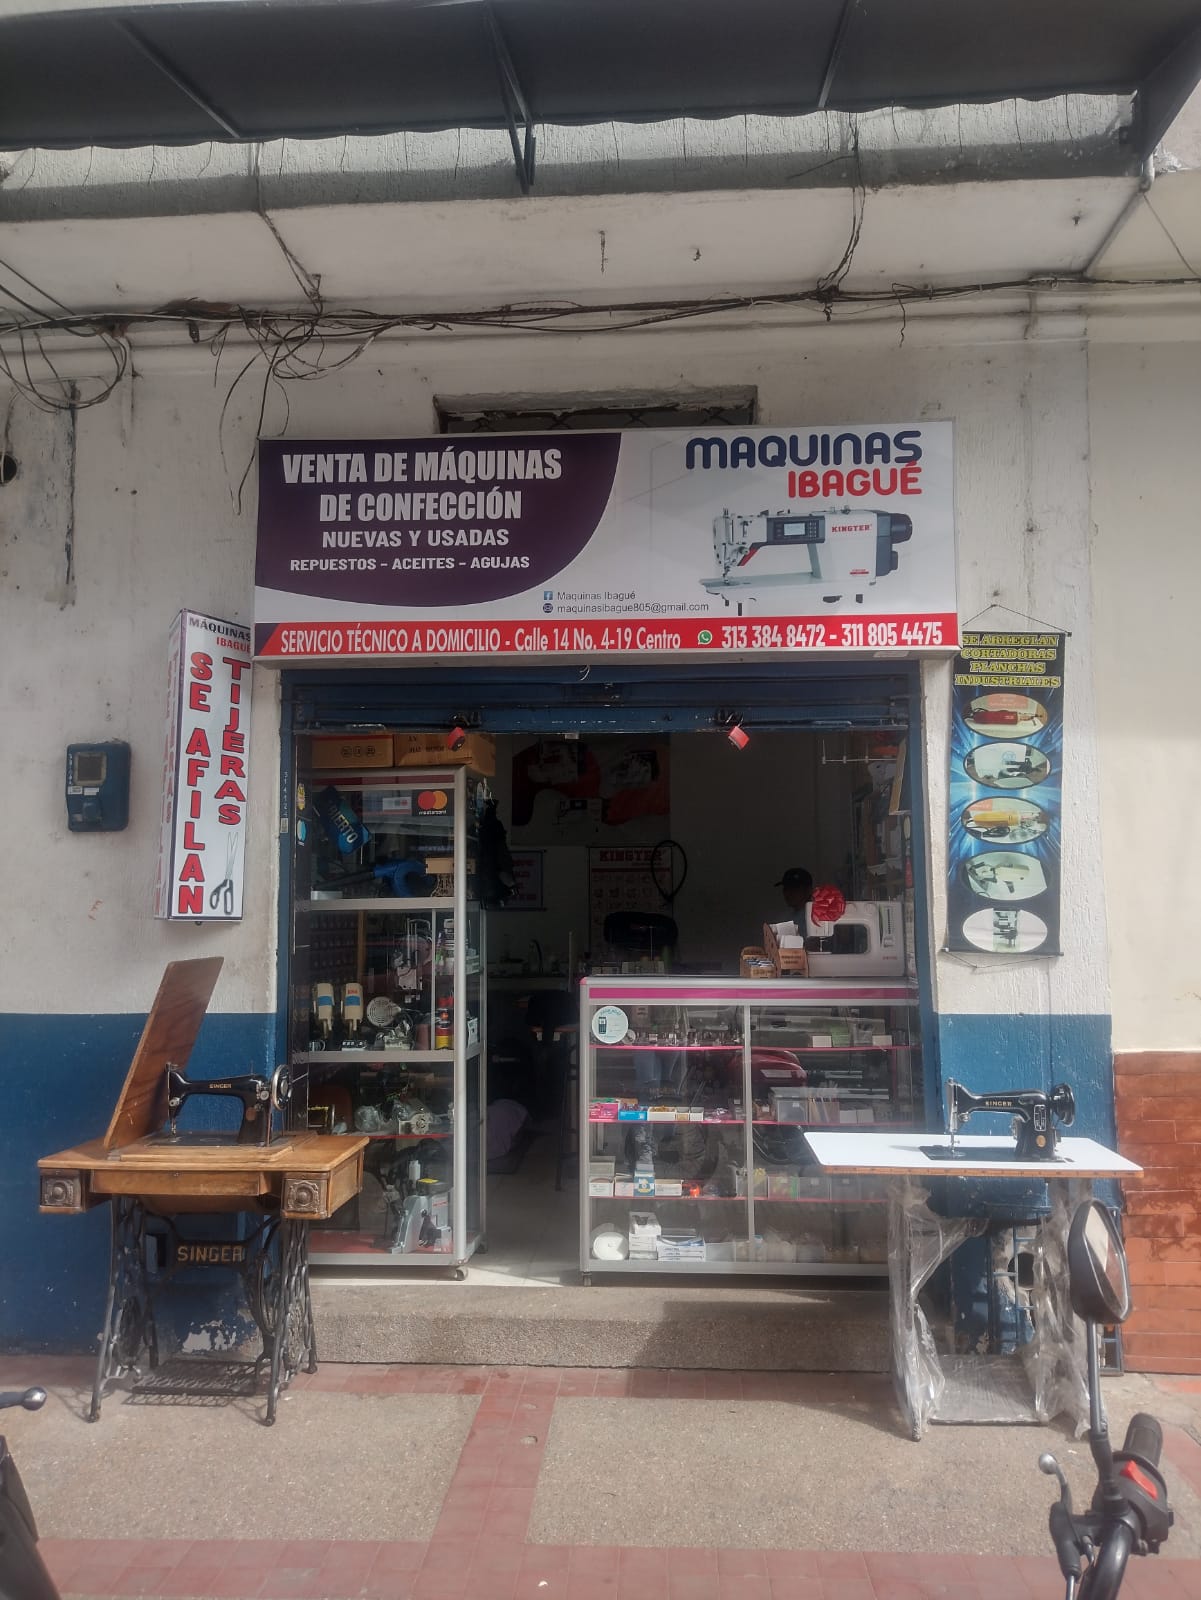 VENTA DE MÁQUINAS
DE CONFECCIÓN
NUEVAS Y USADAS
REPUESTOS - ACEITES - AGUJAS
MAQUINAS
IBAGUÉ
KINGTER
Maquinas Ibagué
maquinasibague805@gmail.com
SERVICIO TÉCNICO A DOMICILIO - Calle 14 No. 4-19 Centro 313 384 8472 - 311 805 4475
MÁQUINAS
IBAGUÉ
SE AFILAN
TIJERAS
SE ARREGLAN
CORTADORAS
PLANCHAS
INDUSTRIALES
mastercard
KINGTER
SINGER
SINGER
SINGER